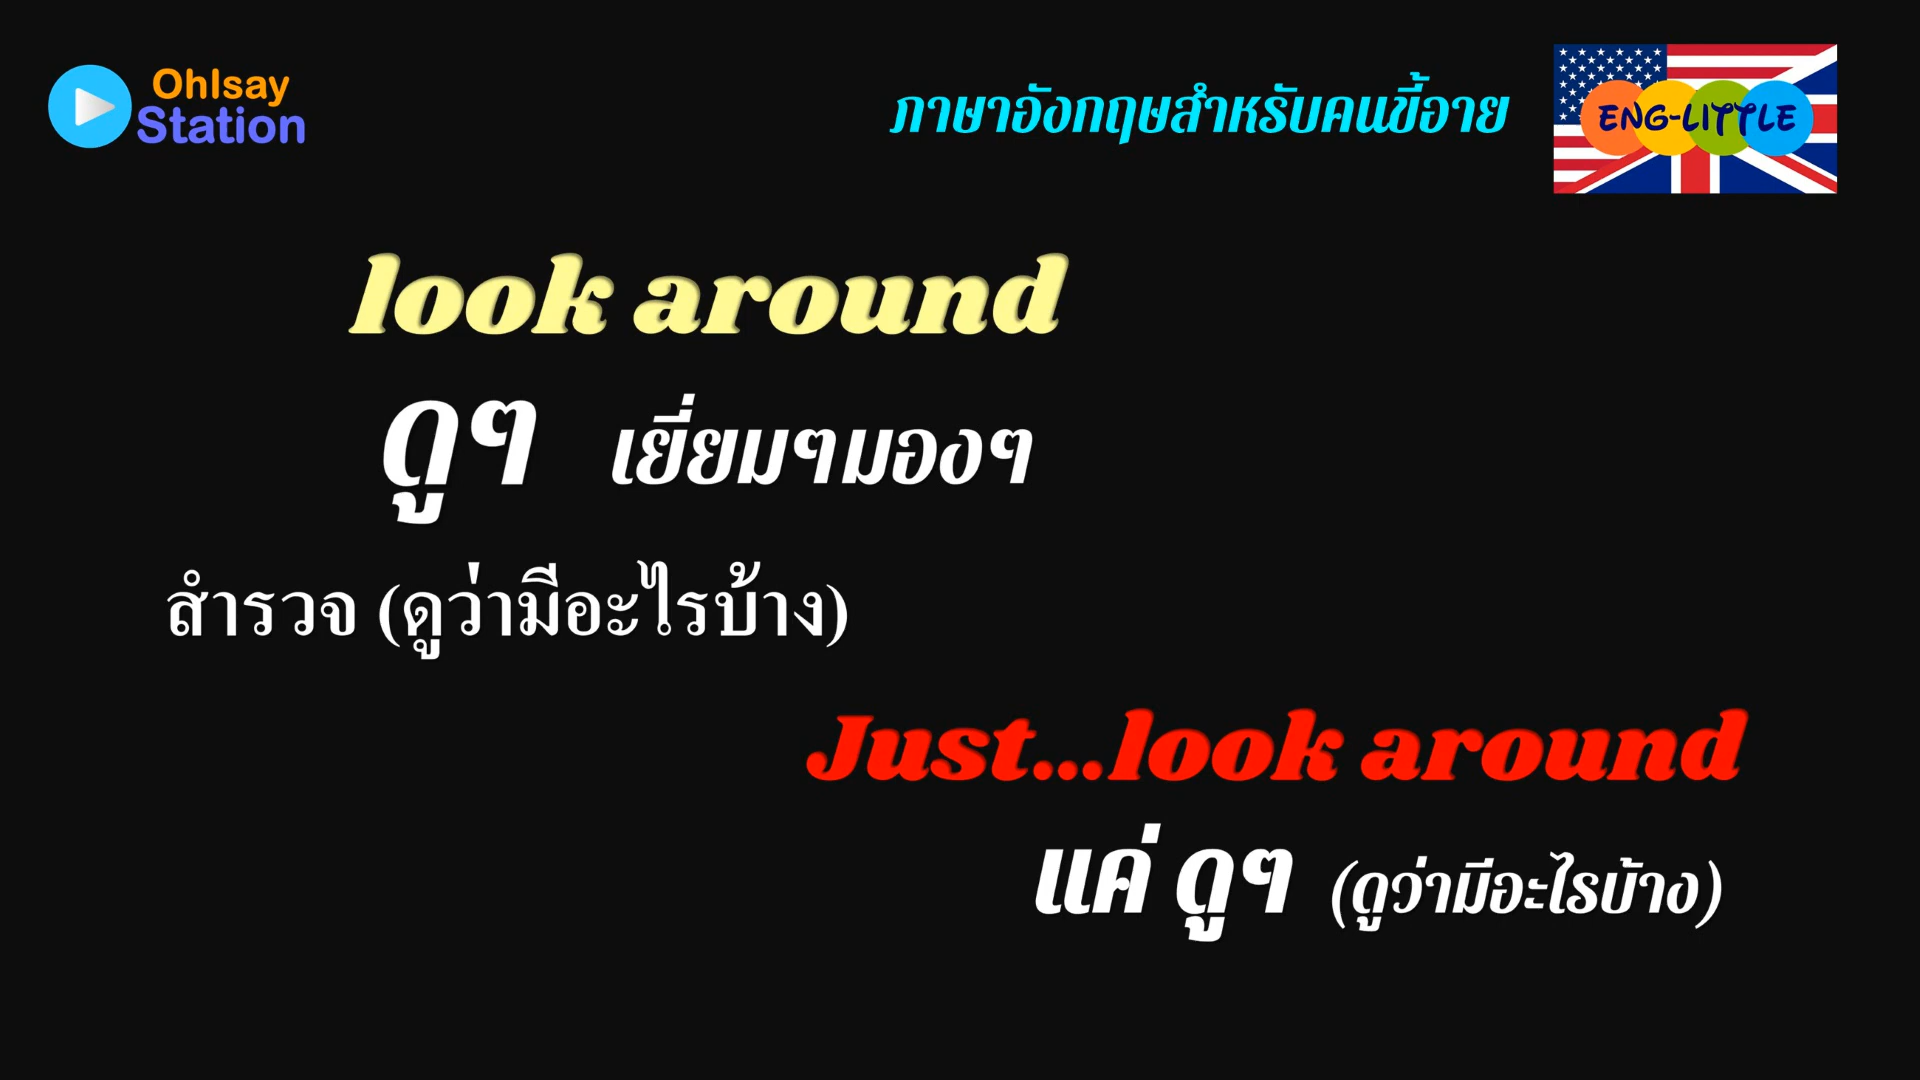 Ohlsay
Station
ภาษาอังกฤษสำหรับคนขี้อาย
ENG-LITTLE
look around
ดูๆ เยี่ยมๆมองๆ
สำรวจ (ดูว่ามีอะไรบ้าง)
Just...look around
แค่ ดูๆ (ดูว่ามีอะไรบ้าง)